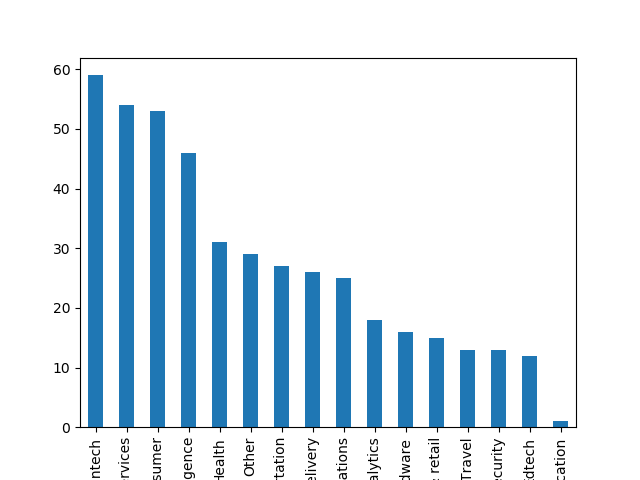 60
50
40
30
20
10
0
ntech
rvices
sumer
gence
Health
Other
tation
elivery
ations
alytics
dware
retail
Travel
ecurity
dtech
cation